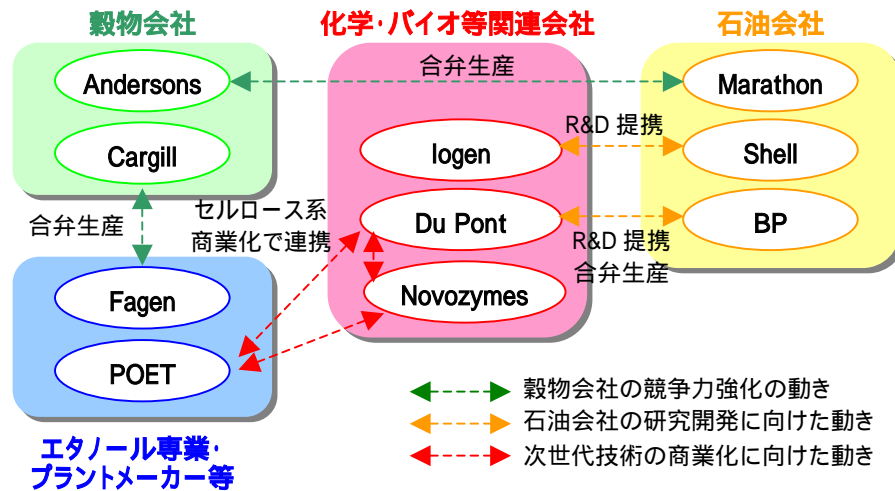 穀物会社
化学・バイオ等関連会社
石油会社
Andersons
合弁生産
Marathon
Cargill
Iogen
R&D 提携
Shell
合弁生産
セルロース系
商業化で連携
Du Pont
BP
R&D 提携
合弁生産
Fagen
Novozymes
POET
穀物会社の競争力強化の動き
石油会社の研究開発に向けた動き
次世代技術の商業化に向けた動き
エタノール専業・
プラントメーカー等